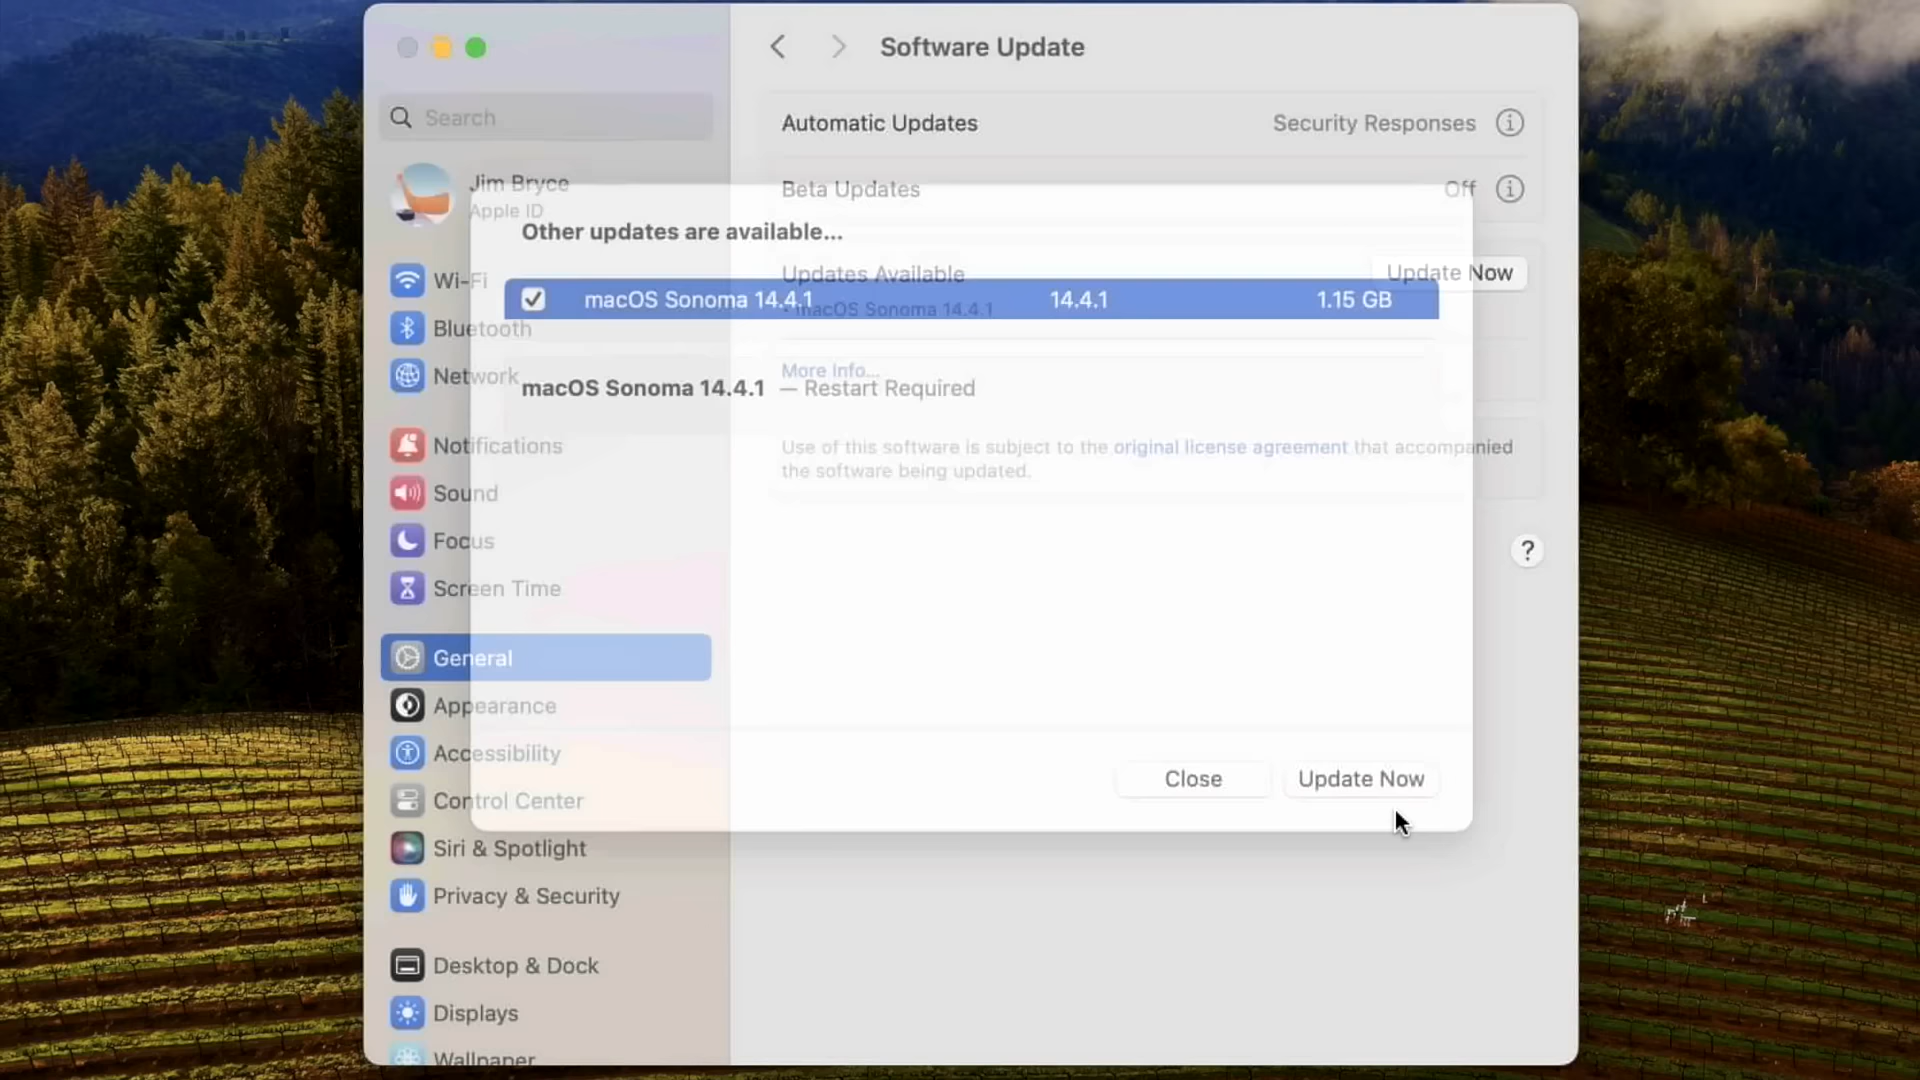 Software Update
Search
Automatic Updates
Security Responses
Jim Bryce
Apple ID
Beta Updates
Off
Other updates are available...
Updates Available
Update Now
macOS Sonoma 14.4.1
14.4.1
1.15 GB
• macOS Sonoma 14.4.1
More Info...
macOS Sonoma 14.4.1 — Restart Required
Use of this software is subject to the original license agreement that accompanied
the software being updated.
?
Wi-Fi
Bluetooth
Network
Notifications
Sound
Focus
Screen Time
General
Appearance
Accessibility
Control Center
Siri & Spotlight
Privacy & Security
Desktop & Dock
Displays
Wallpaper
Close
Update Now